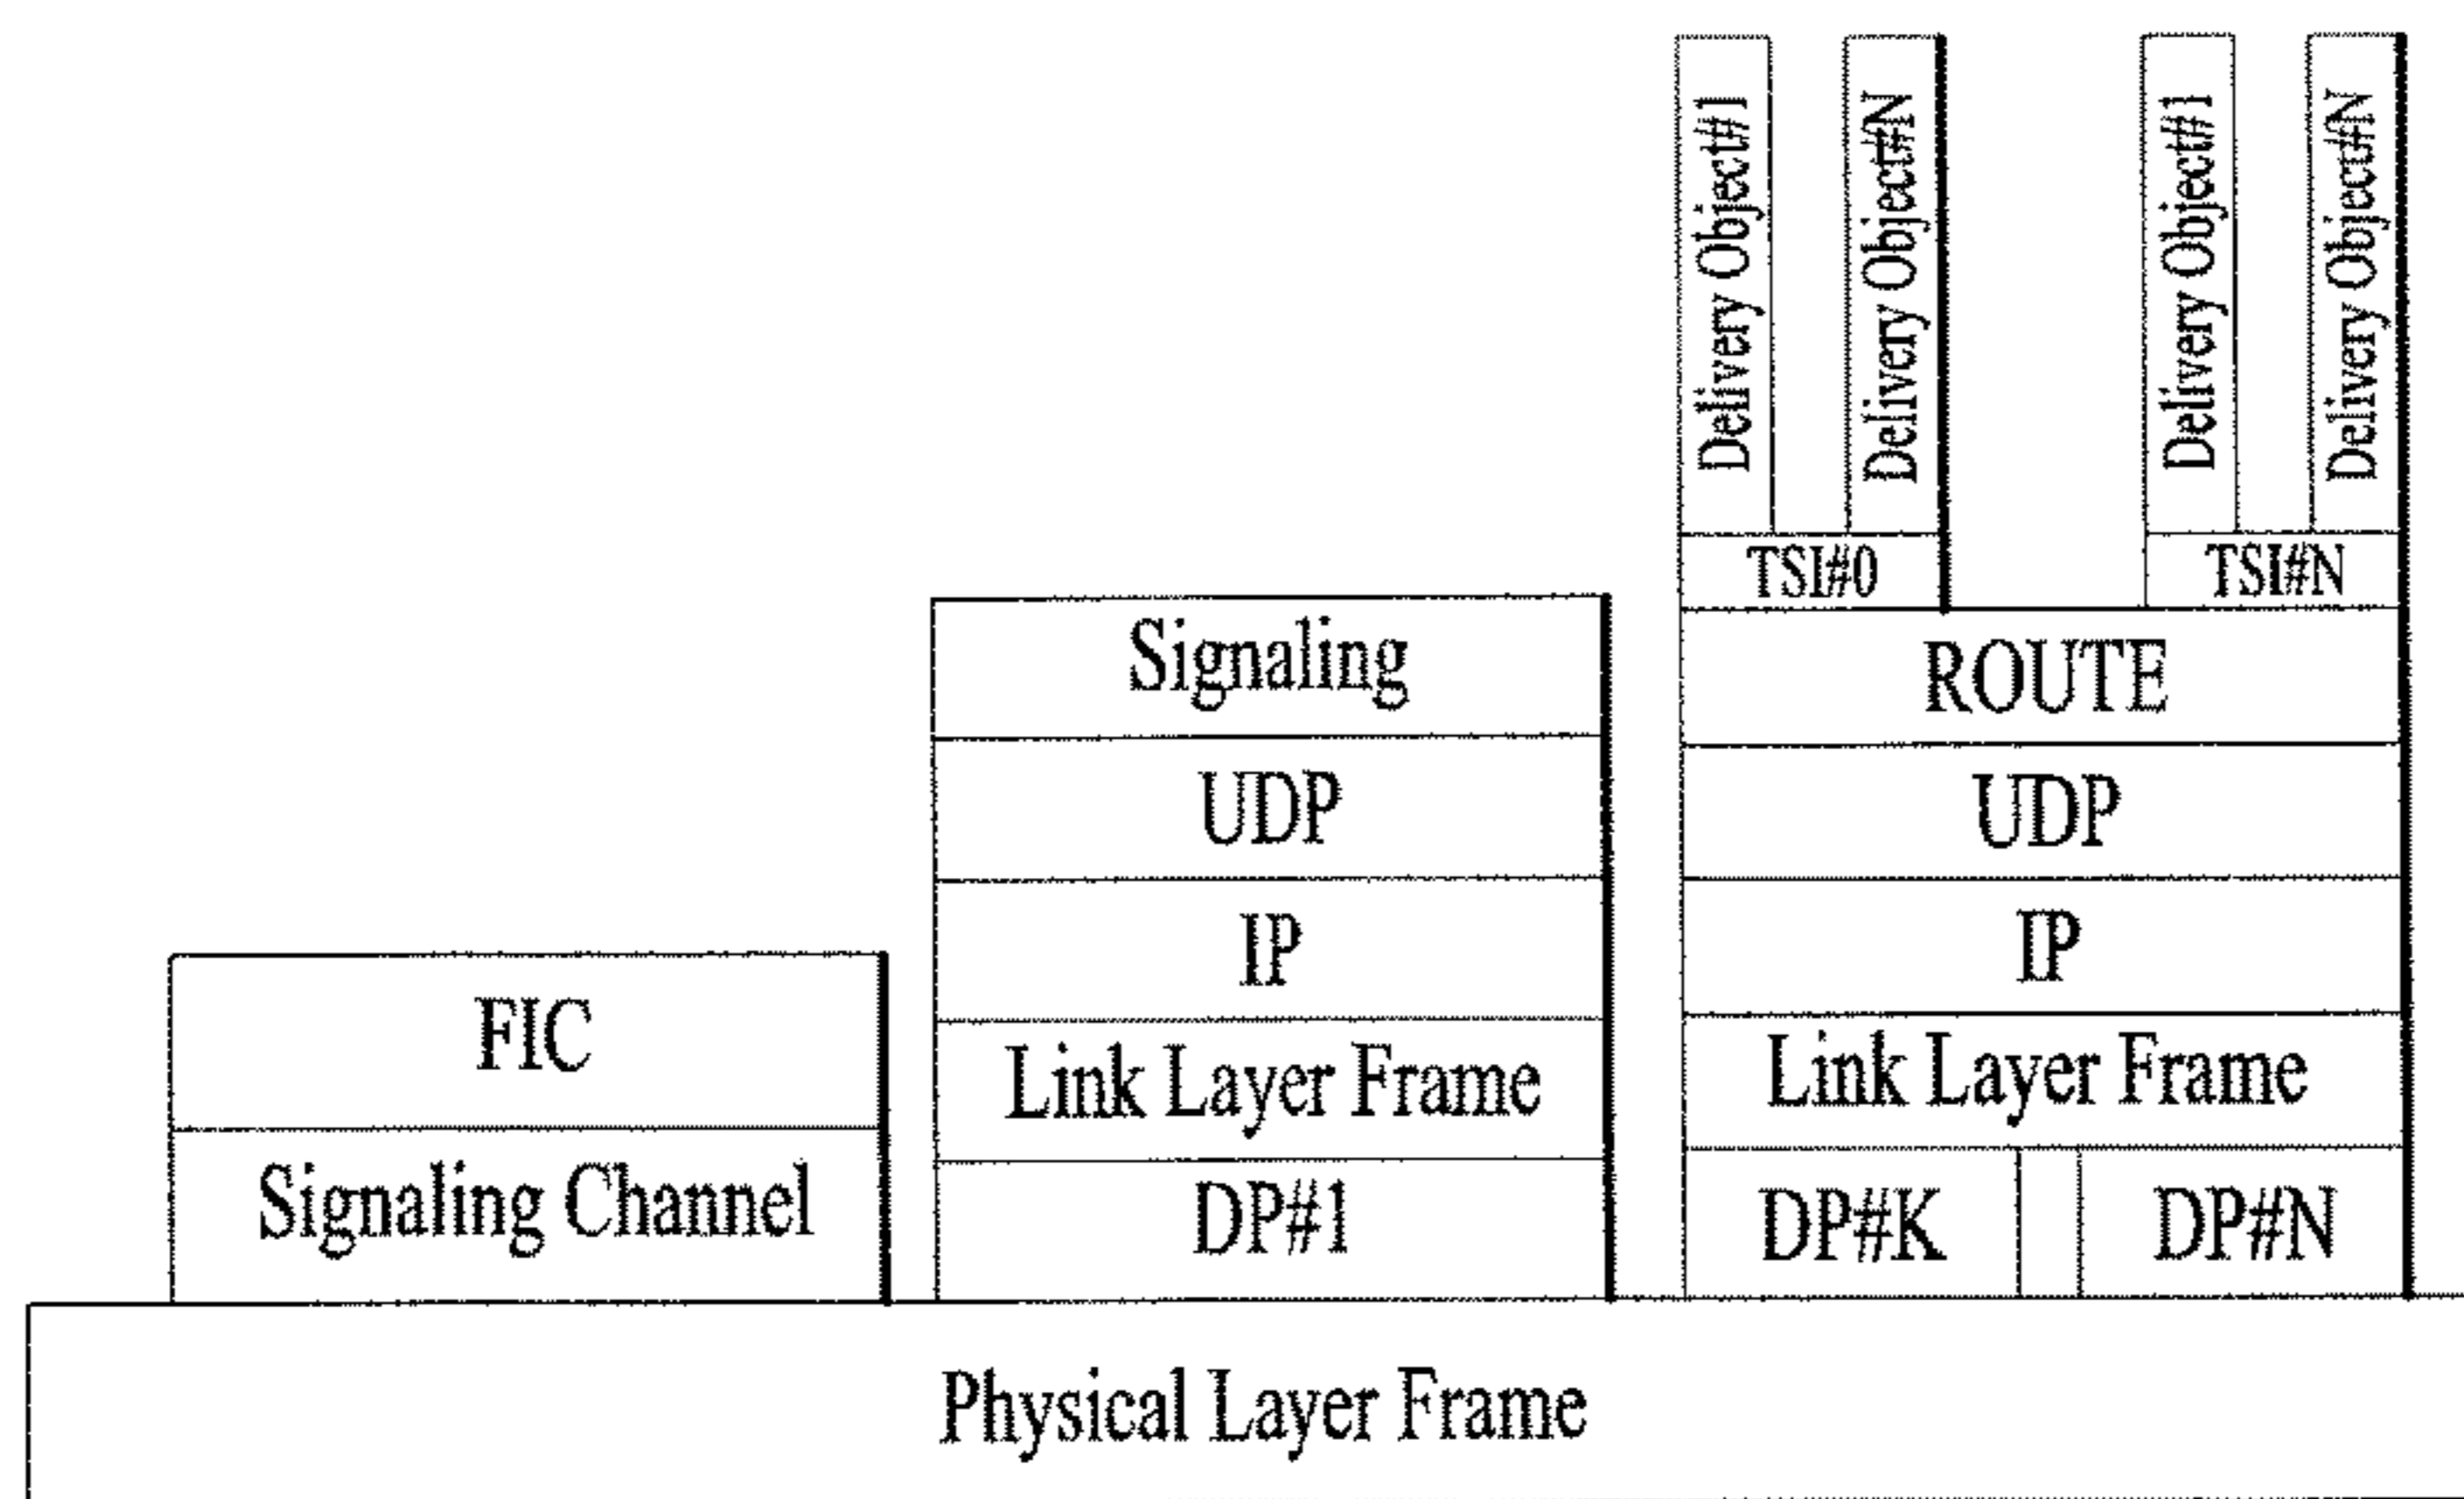 Delivery Object#1
Delivery Object#N
Delivery Object#1
Delivery Object#N
TSI#0
TSI#N
Signaling
ROUTE
UDP
UDP
IP
IP
FIC
Link Layer Frame
Link Layer Frame
Signaling Channel
DP#1
DP#K
DP#N
Physical Layer Frame